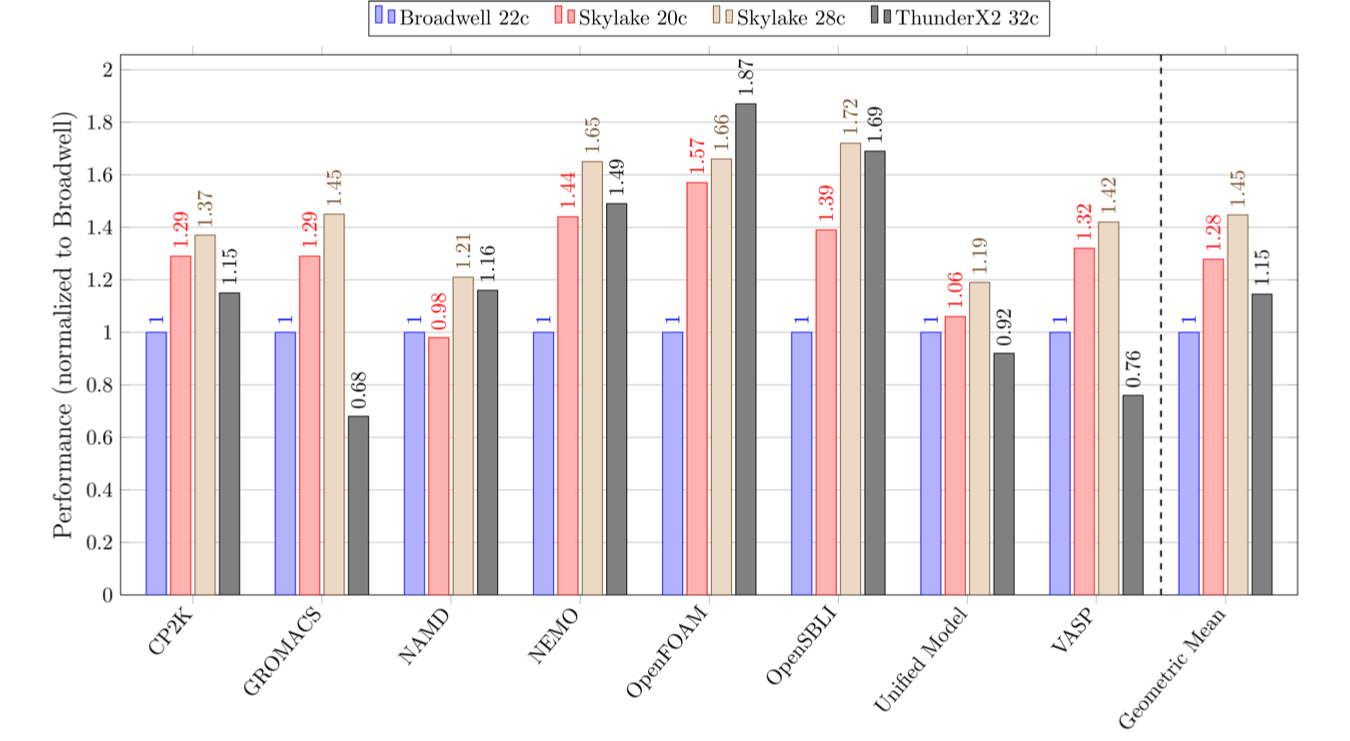 Broadwell 22c Skylake 20c Skylake 28c ThunderX2 32c
Performance (normalized to Broadwell)
2
1.8
1.6
1.4
1.2
1
0.8
0.6
0.4
0.2
0
1 1.29 1.37 1.15
1 1.29 1.45 0.68
1 0.98 1.21 1.16
1 1.44 1.65 1.49
1 1.57 1.66 1.87
1 1.39 1.72 1.69
1 1.06 1.19 0.92
1 1.32 1.42 0.76
1 1.28 1.45 1.15
CP2K
GROMACS
NAMD
NEMO
OpenFOAM
OpenSBLI
Unified Model
VASP
Geometric Mean